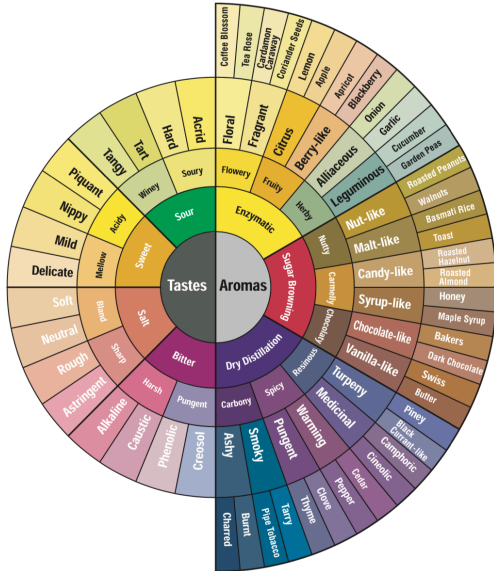 Tastes
Aromas
Sour
Sweet
Salt
Bitter
Enzymatic
Sugar Browning
Dry Distillation
Soury
Winey
Acidy
Mellow
Bland
Sharp
Harsh
Pungent
Flowery
Fruity
Herby
Nutty
Carmelly
Chocolaty
Resinous
Spicy
Carbony
Acrid
Hard
Tart
Tangy
Piquant
Nippy
Mild
Delicate
Soft
Neutral
Rough
Astringent
Alkaline
Caustic
Phenolic
Creosol
Floral
Fragrant
Citrus
Berry-like
Alliaceous
Leguminous
Nut-like
Malt-like
Candy-like
Syrup-like
Chocolate-like
Vanilla-like
Turpeny
Medicinal
Warming
Pungent
Smoky
Ashy
Coffee Blossom
Tea Rose
Cardamon
Caraway
Coriander Seeds
Lemon
Apple
Apricot
Blackberry
Onion
Garlic
Cucumber
Garden Peas
Roasted Peanuts
Walnuts
Basmati Rice
Toast
Roasted
Hazelnut
Roasted
Almond
Honey
Maple Syrup
Bakers
Dark Chocolate
Swiss
Butter
Piney
Black
Currant-like
Camphoric
Cineolic
Cedar
Pepper
Clove
Thyme
Tarry
Pipe Tobacco
Burnt
Charred